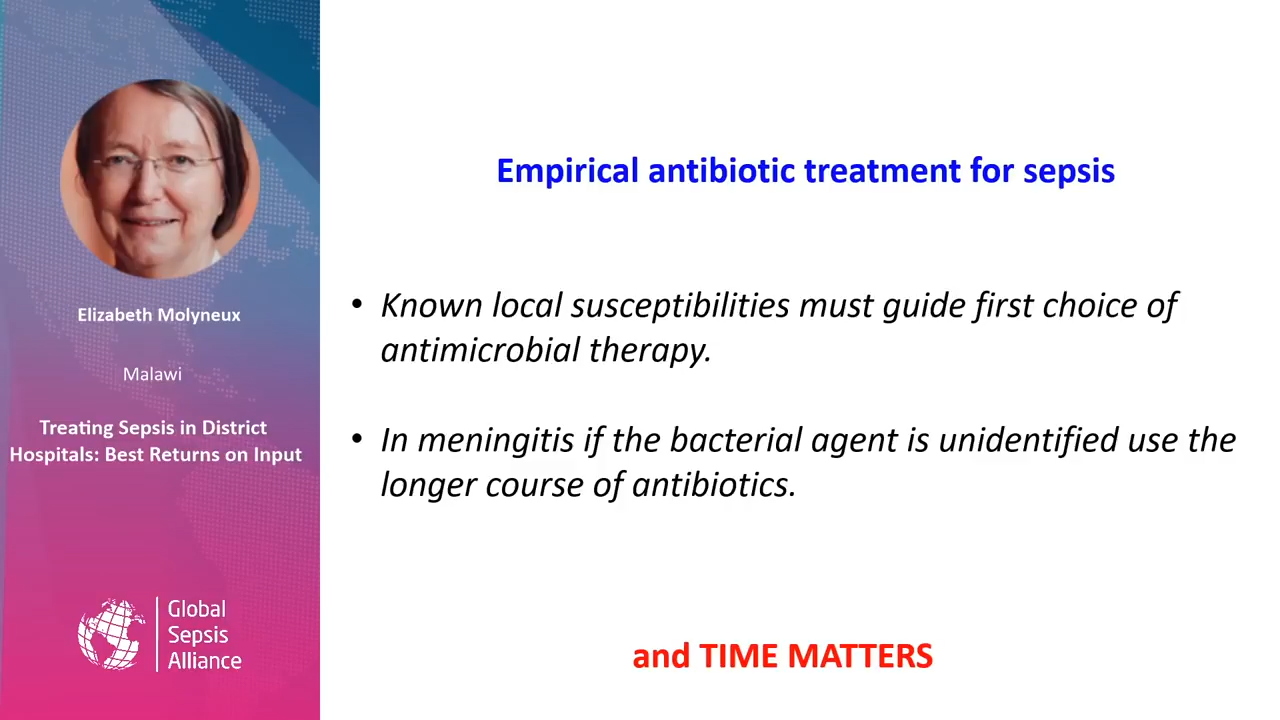 Elizabeth Molyneux
Malawi
Treating Sepsis in District
Hospitals: Best Returns on Input
Global
Sepsis
Alliance
Empirical antibiotic treatment for sepsis
• Known local susceptibilities must guide first choice of
antimicrobial therapy.
• In meningitis if the bacterial agent is unidentified use the
longer course of antibiotics.
and TIME MATTERS